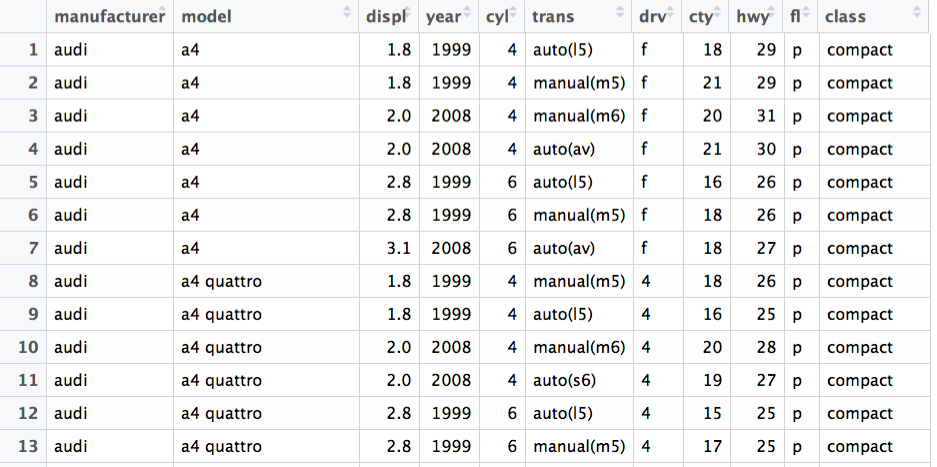 manufacturer model displ year cyl trans drv cty hwy fl class
1 audi a4 1.8 1999 4 auto(l5) f 18 29 p compact
2 audi a4 1.8 1999 4 manual(m5) f 21 29 p compact
3 audi a4 2.0 2008 4 manual(m6) f 20 31 p compact
4 audi a4 2.0 2008 4 auto(av) f 21 30 p compact
5 audi a4 2.8 1999 6 auto(l5) f 16 26 p compact
6 audi a4 2.8 1999 6 manual(m5) f 18 26 p compact
7 audi a4 3.1 2008 6 auto(av) f 18 27 p compact
8 audi a4 quattro 1.8 1999 4 manual(m5) 4 18 26 p compact
9 audi a4 quattro 1.8 1999 4 auto(l5) 4 16 25 p compact
10 audi a4 quattro 2.0 2008 4 manual(m6) 4 20 28 p compact
11 audi a4 quattro 2.0 2008 4 auto(s6) 4 19 27 p compact
12 audi a4 quattro 2.8 1999 6 auto(l5) 4 15 25 p compact
13 audi a4 quattro 2.8 1999 6 manual(m5) 4 17 25 p compact